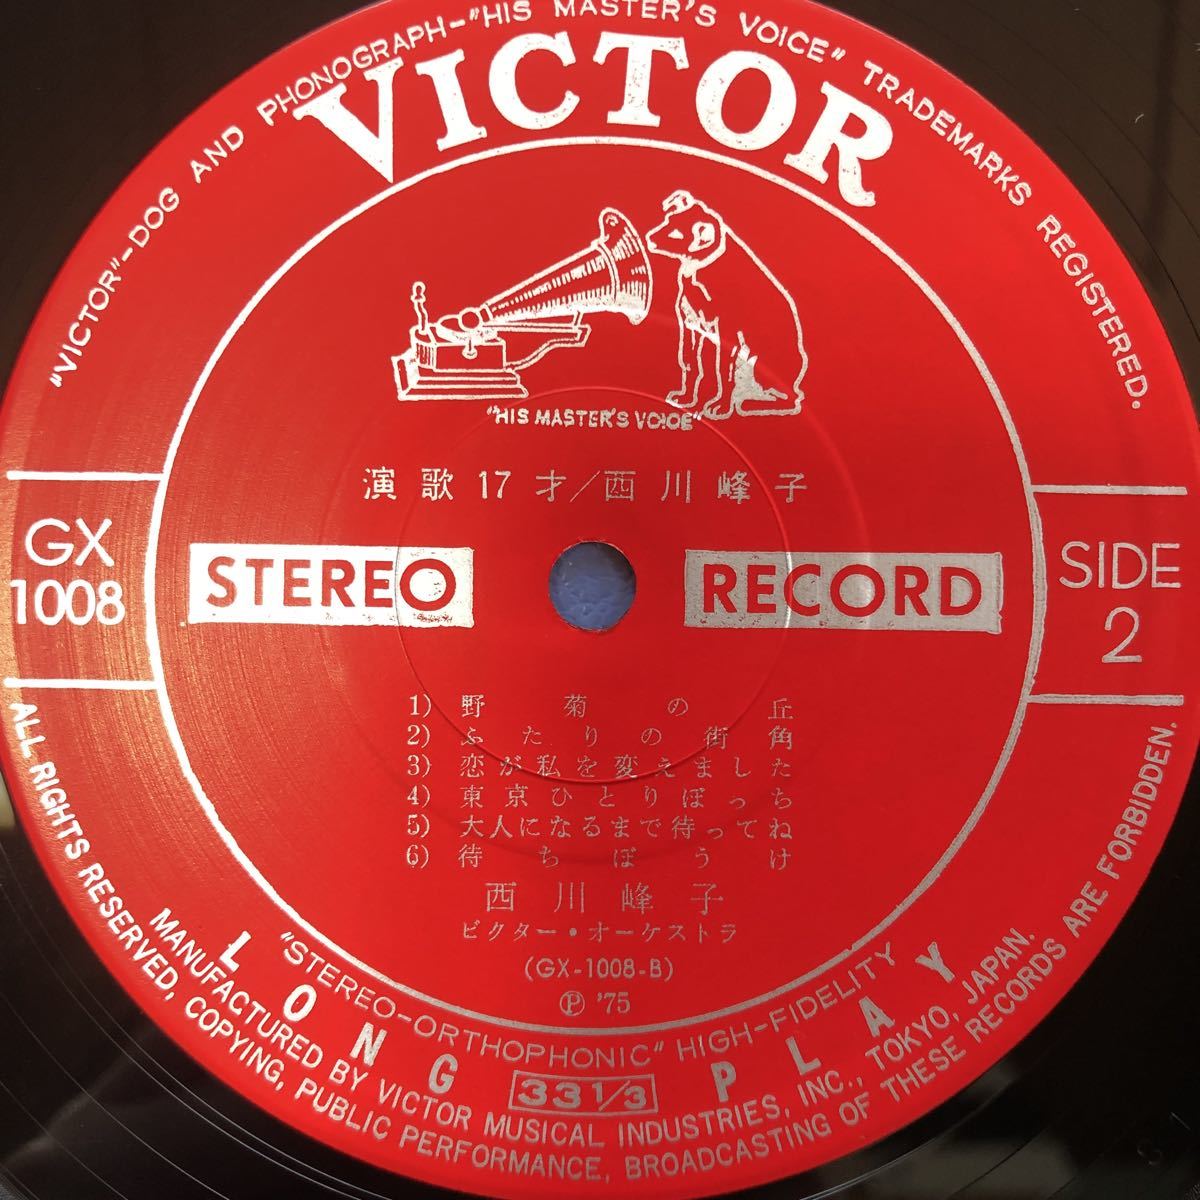 "VICTOR"–DOG AND PHONOGRAPH–"HIS MASTER'S VOICE" TRADEMARKS REGISTERED.
VICTOR
"HIS MASTER'S VOICE"
演歌17才/西川峰子
GX
1008
STEREO RECORD
SIDE
2
1) 野菊の丘
2) ふたりの街角
3) 恋が私を変えました
4) 東京ひとりぼっち
5) 大人になるまで待ってね
6) 待ちぼうけ
西川峰子
ビクター・オーケストラ
(GX-1008-B)
Ⓟ '75
"STEREO-ORTHOPHONIC" HIGH-FIDELITY
LONG PLAY
33 1/3
MANUFACTURED BY VICTOR MUSICAL INDUSTRIES, INC., TOKYO, JAPAN.
ALL RIGHTS RESERVED, COPYING, PUBLIC PERFORMANCE, BROADCASTING OF THESE RECORDS ARE FORBIDDEN.